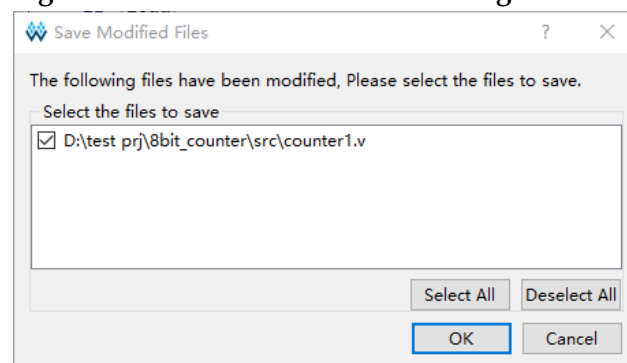 Save Modified Files
?
The following files have been modified, Please select the files to save.
Select the files to save
D:\test prj\8bit_counter\src\counter1.v
Select All
Deselect All
OK
Cancel